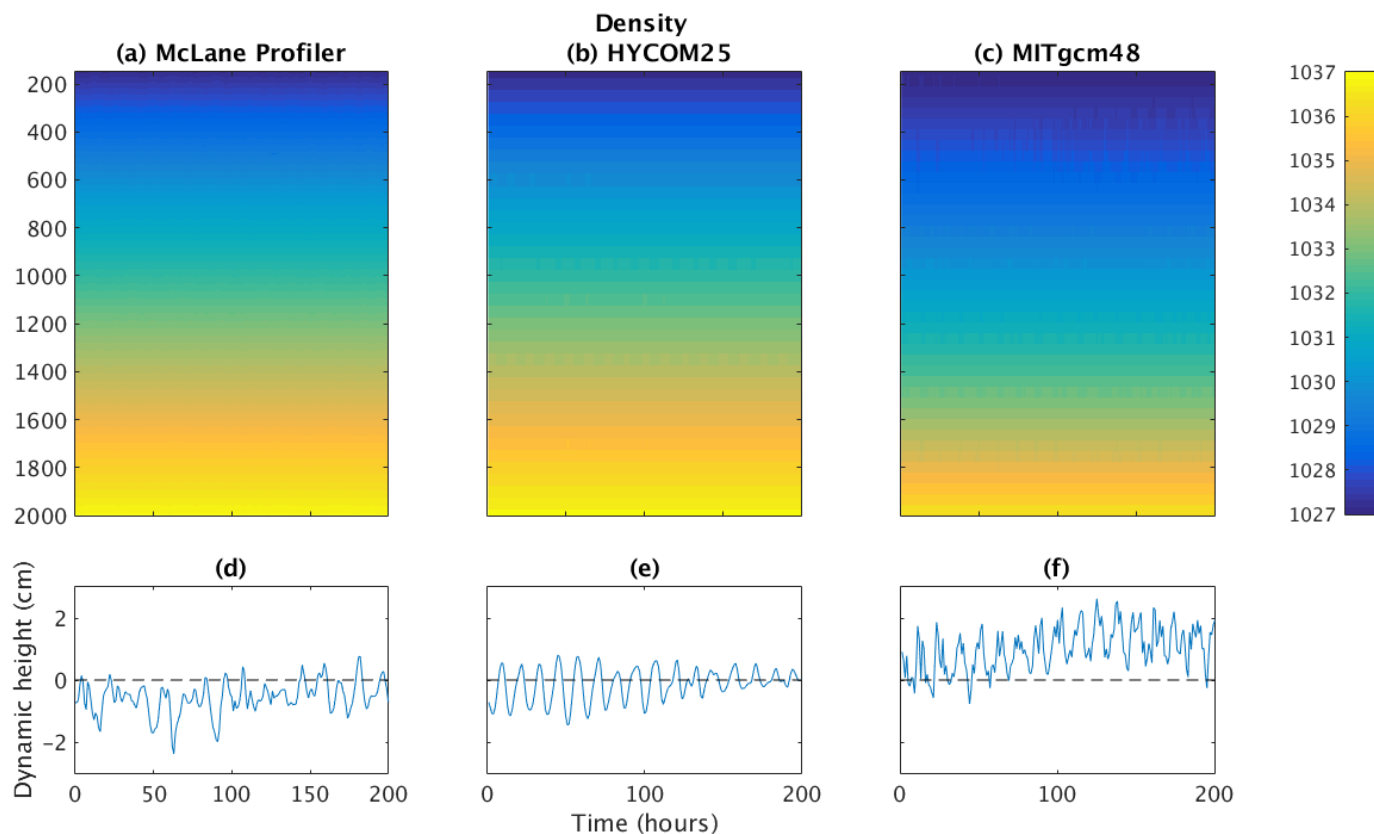 Density
(a) McLane Profiler
(b) HYCOM25
(c) MITgcm48
200
400
600
800
1000
1200
1400
1600
1800
2000
1037
1036
1035
1034
1033
1032
1031
1030
1029
1028
1027
(d)
(e)
(f)
Dynamic height (cm)
2
0
-2
0 50 100 150 200
0 100 200
0 100 200
Time (hours)